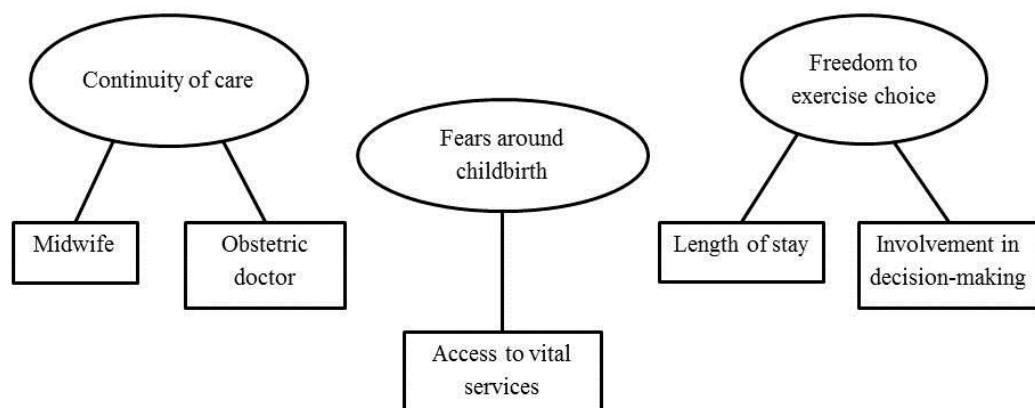 Continuity of care
Midwife
Obstetric
doctor
Fears around
childbirth
Access to vital
services
Freedom to
exercise choice
Length of stay
Involvement in
decision-making